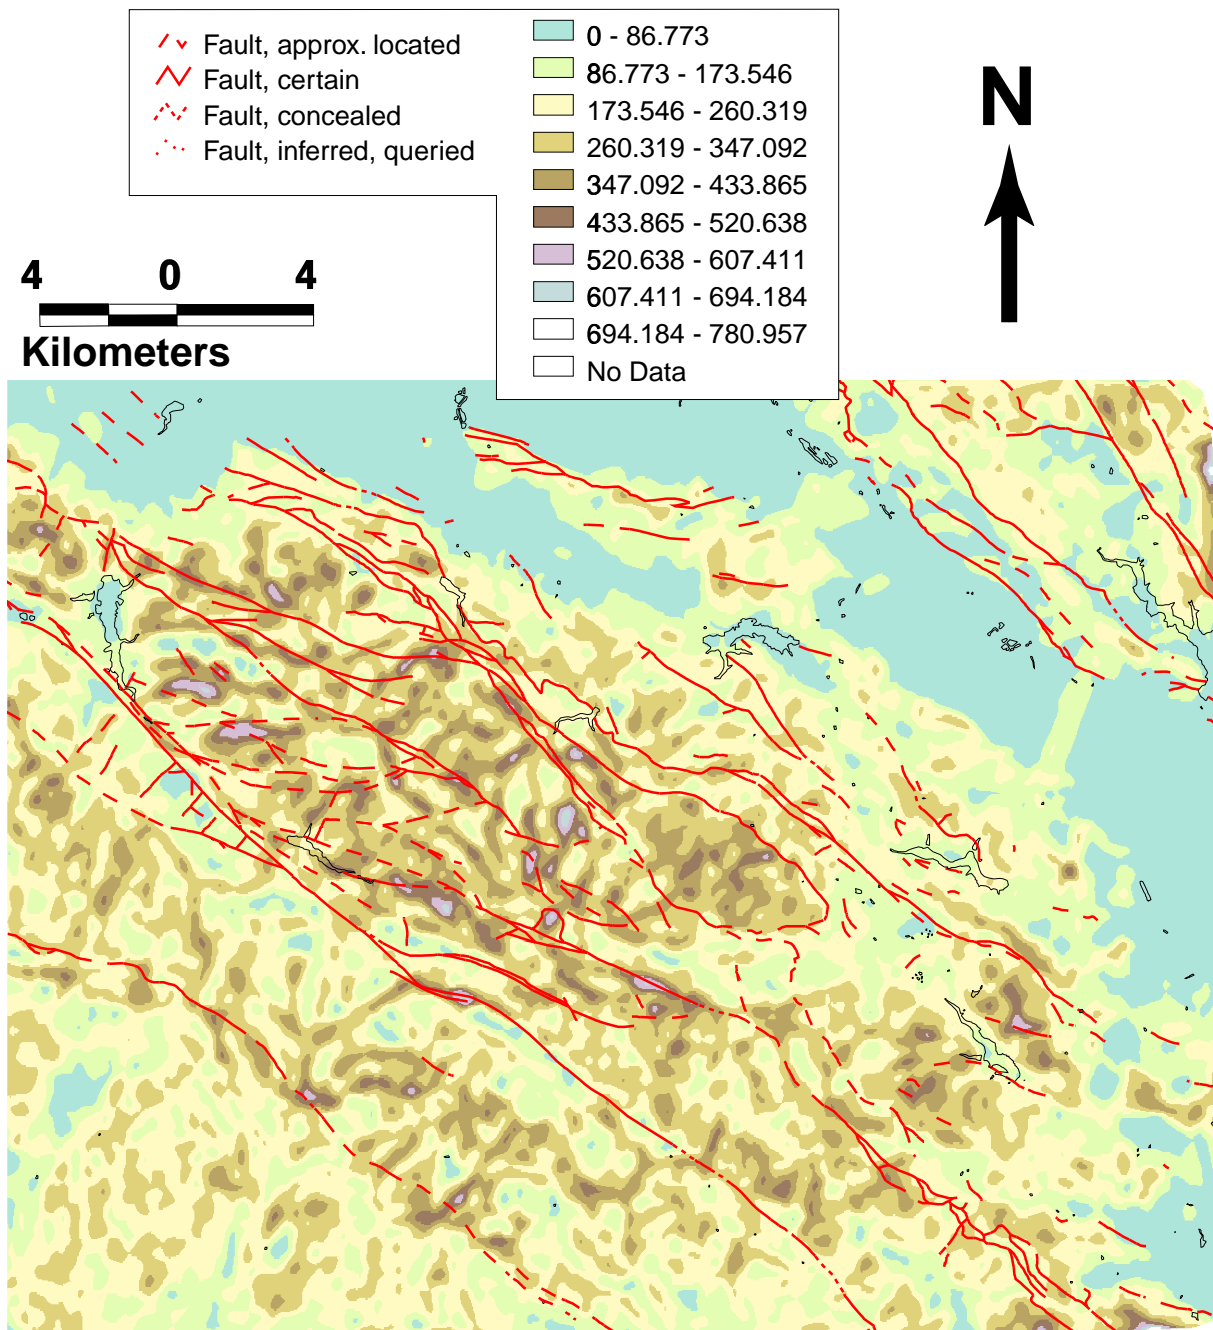 Fault, approx. located
Fault, certain
Fault, concealed
Fault, inferred, queried
0 - 86.773
86.773 - 173.546
173.546 - 260.319
260.319 - 347.092
347.092 - 433.865
433.865 - 520.638
520.638 - 607.411
607.411 - 694.184
694.184 - 780.957
No Data
N
4 0 4
Kilometers